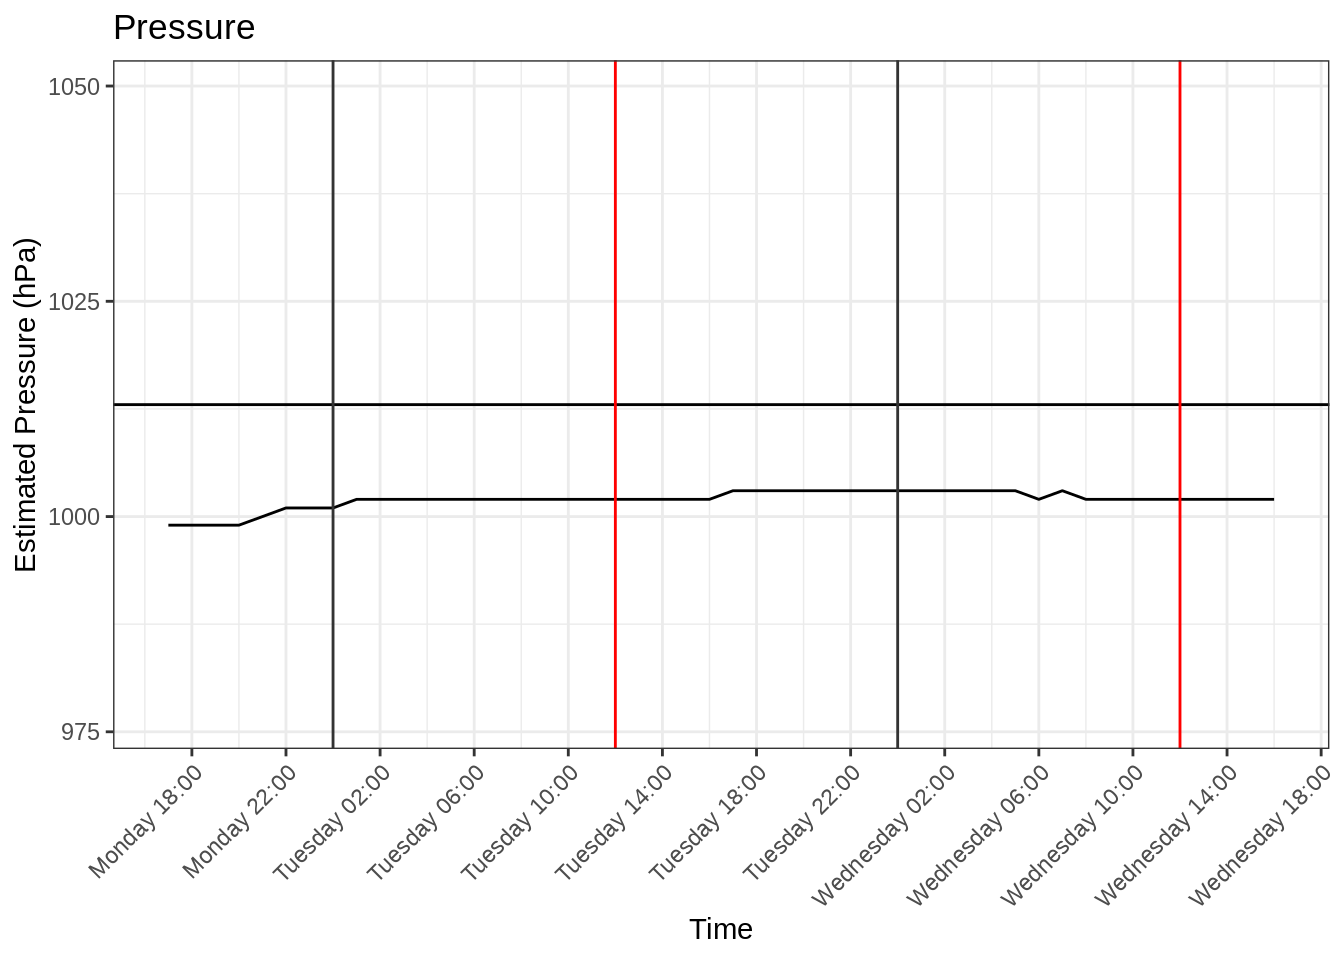 Pressure
Estimated Pressure (hPa)
1050
1025
1000
975
Monday 18:00
Monday 22:00
Tuesday 02:00
Tuesday 06:00
Tuesday 10:00
Tuesday 14:00
Tuesday 18:00
Tuesday 22:00
Wednesday 02:00
Wednesday 06:00
Wednesday 10:00
Wednesday 14:00
Wednesday 18:00
Time